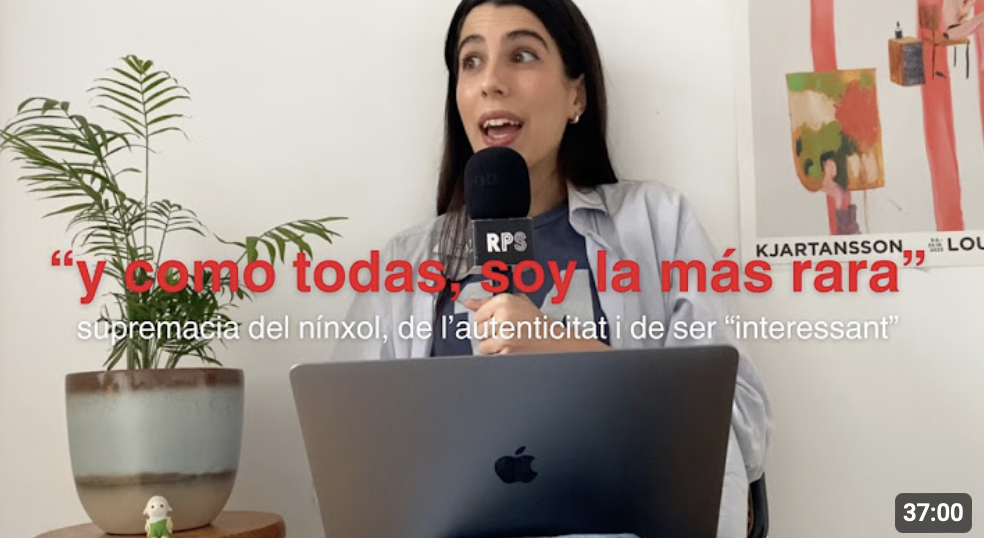 RPS
KJARTANSSON
LOU
“y como todas, soy la más rara”
supremacia del nínxol, de l’autenticitat i de ser “interessant”
37:00